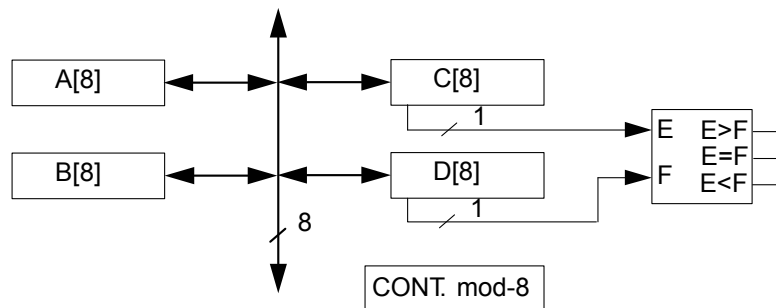 A[8]
C[8]
1
E
E>F
E=F
B[8]
D[8]
F
E<F
1
8
CONT. mod-8